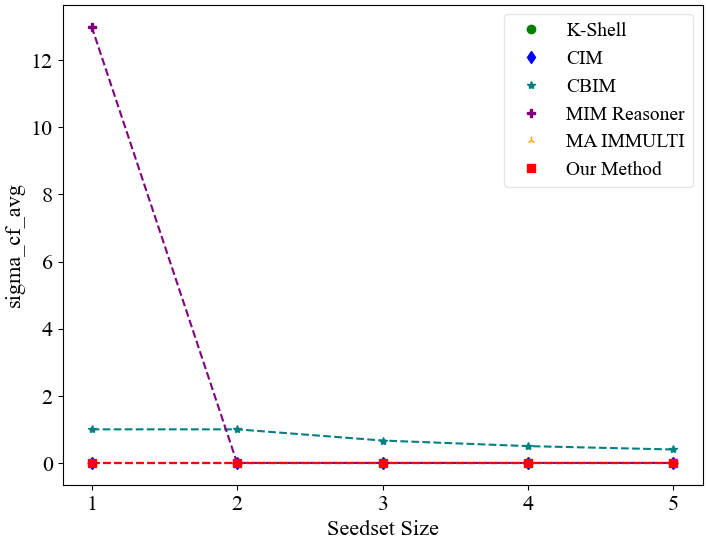 K-Shell
CIM
CBIM
MIM Reasoner
MA IMMULTI
Our Method
sigma_cf_avg
12
10
8
6
4
2
0
1 2 3 4 5
Seedset Size